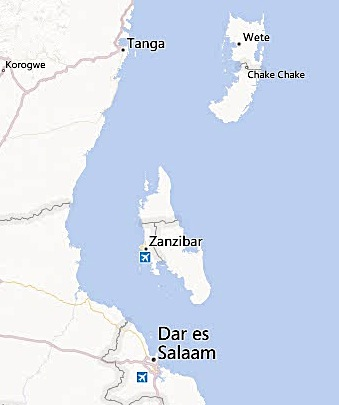 Wete
Tanga
Korogwe
Chake Chake
Zanzibar
Dar es
Salaam